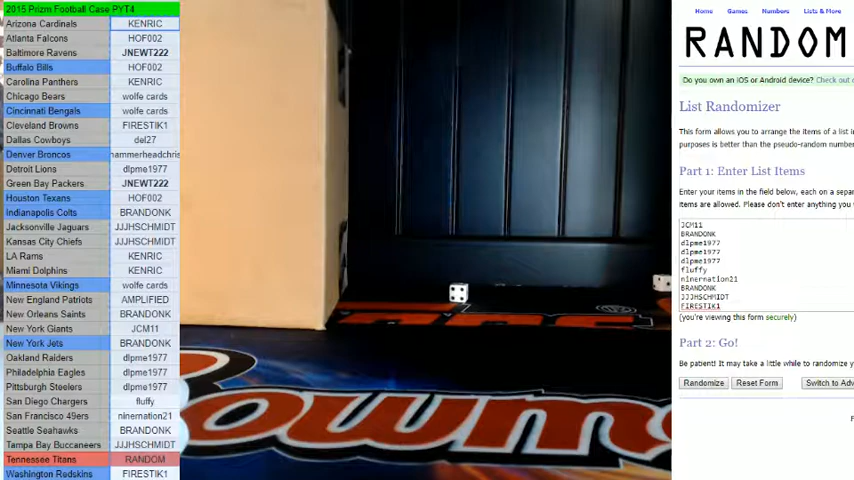 2015 Prizm Football Case PYT4
Arizona Cardinals KENRIC
Atlanta Falcons HOF002
Baltimore Ravens JNEWT222
Buffalo Bills HOF002
Carolina Panthers KENRIC
Chicago Bears wolfe cards
Cincinnati Bengals wolfe cards
Cleveland Browns FIRESTIK1
Dallas Cowboys del27
Denver Broncos hammerheadchris
Detroit Lions dlpme1977
Green Bay Packers JNEWT222
Houston Texans HOF002
Indianapolis Colts BRANDONK
Jacksonville Jaguars JJJHSCHMIDT
Kansas City Chiefs JJJHSCHMIDT
LA Rams KENRIC
Miami Dolphins KENRIC
Minnesota Vikings wolfe cards
New England Patriots AMPLIFIED
New Orleans Saints BRANDONK
New York Giants JCM11
New York Jets BRANDONK
Oakland Raiders dlpme1977
Philadelphia Eagles dlpme1977
Pittsburgh Steelers dlpme1977
San Diego Chargers fluffy
San Francisco 49ers ninernation21
Seattle Seahawks BRANDONK
Tampa Bay Buccaneers JJJHSCHMIDT
Tennessee Titans RANDOM
Washington Redskins FIRESTIK1
Home Games Numbers Lists & More
RANDOM
Do you own an iOS or Android device? Check out o
List Randomizer
This form allows you to arrange the items of a list in
purposes is better than the pseudo-random number
Part 1: Enter List Items
Enter your items in the field below, each on a separ
items are allowed. Please don't enter anything you
JCM11
BRANDONK
dlpme1977
dlpme1977
dlpme1977
fluffy
ninernation21
BRANDONK
JJJHSCHMIDT
FIRESTIK1
(you're viewing this form securely)
Part 2: Go!
Be patient! It may take a little while to randomize y
Randomize Reset Form Switch to Adv